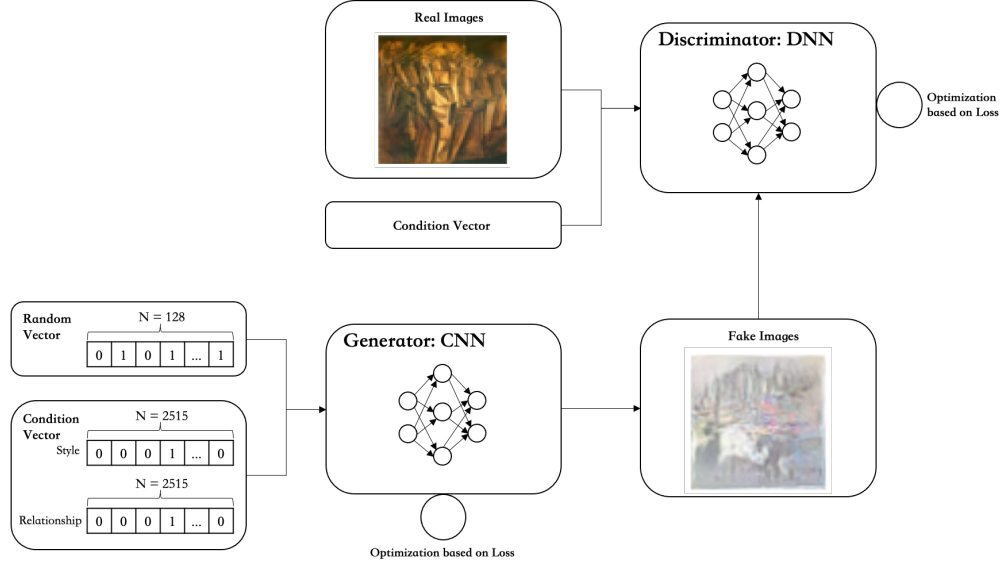 Real Images
Discriminator: DNN
Optimization
based on Loss
Condition Vector
Random
Vector
N = 128
0 1 0 1 ... 1
Condition
Vector
N = 2515
Style
0 0 0 1 ... 0
N = 2515
Relationship
0 0 0 1 ... 0
Generator: CNN
Optimization based on Loss
Fake Images